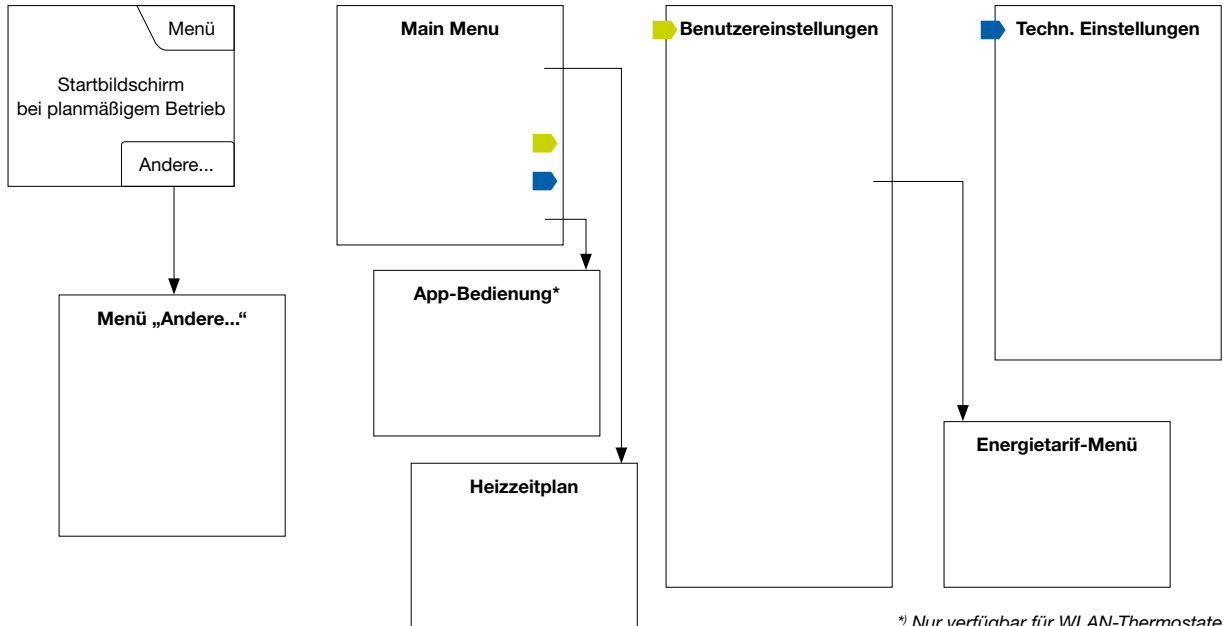 Menü
Startbildschirm
bei planmäßigem Betrieb
Andere...
Menü „Andere...“
Main Menu
App-Bedienung*
Heizzeitplan
Benutzereinstellungen
Techn. Einstellungen
Energietarif-Menü
*) Nur verfügbar für WLAN-Thermostate